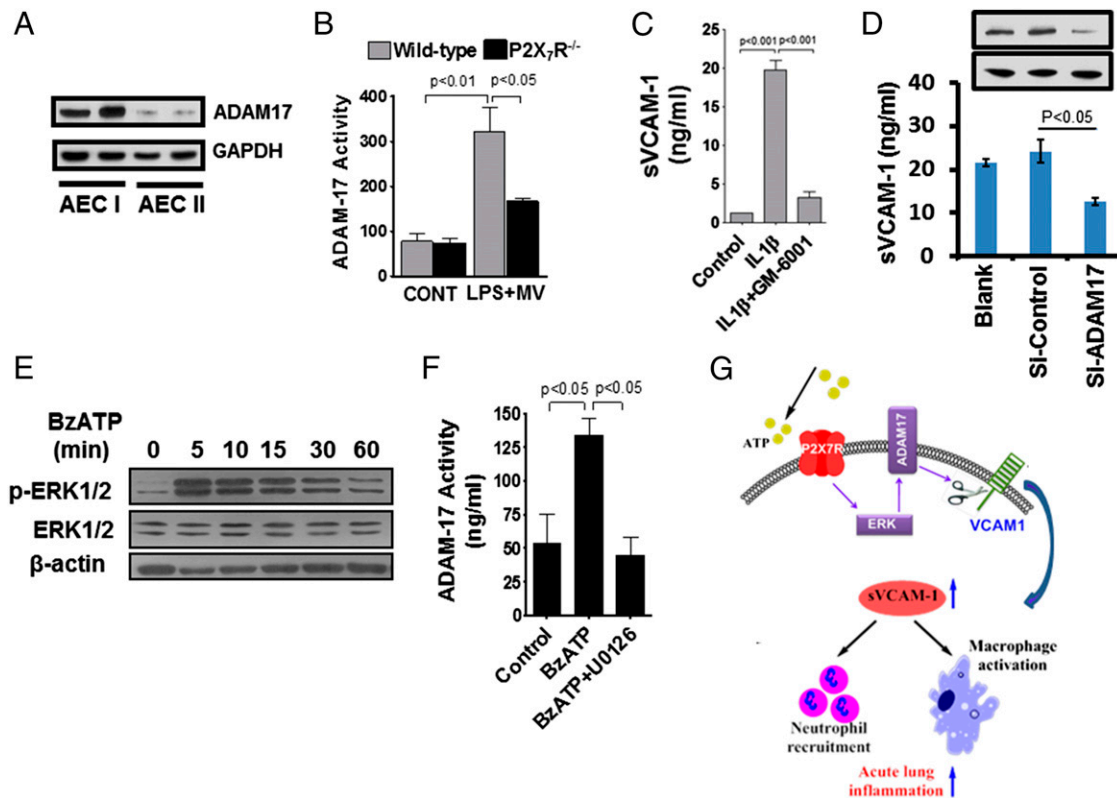 A
ADAM17
GAPDH
AEC I AEC II
B
Wild-type P2X7R-/-
p<0.01 p<0.05
ADAM-17 Activity
400
300
200
100
0
CONT LPS+MV
C
p<0.001 p<0.001
sVCAM-1
(ng/ml)
25
20
15
10
5
0
Control
IL1β
IL1β+GM-6001
D
P<0.05
sVCAM-1 (ng/ml)
40
30
20
10
0
Blank
Si-Control
Si-ADAM17
E
BzATP
(min) 0 5 10 15 30 60
p-ERK1/2
ERK1/2
β-actin
F
p<0.05 p<0.05
ADAM-17 Activity
(ng/ml)
150
125
100
75
50
25
0
Control
BzATP
BzATP+U0126
G
ATP
P2X7R
ADAM17
ERK
VCAM1
sVCAM-1
Neutrophil
recruitment
Macrophage
activation
Acute lung
inflammation